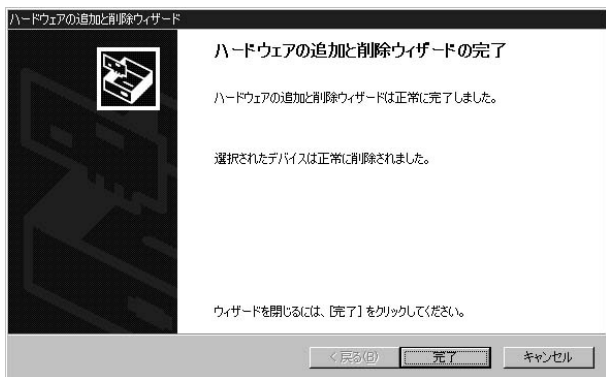 ハードウェアの追加と削除ウィザード
ハードウェアの追加と削除ウィザードの完了
ハードウェアの追加と削除ウィザードは正常に完了しました。
選択されたデバイスは正常に削除されました。
ウィザードを閉じるには、[完了] をクリックしてください。
< 戻る(B)
完了
キャンセル